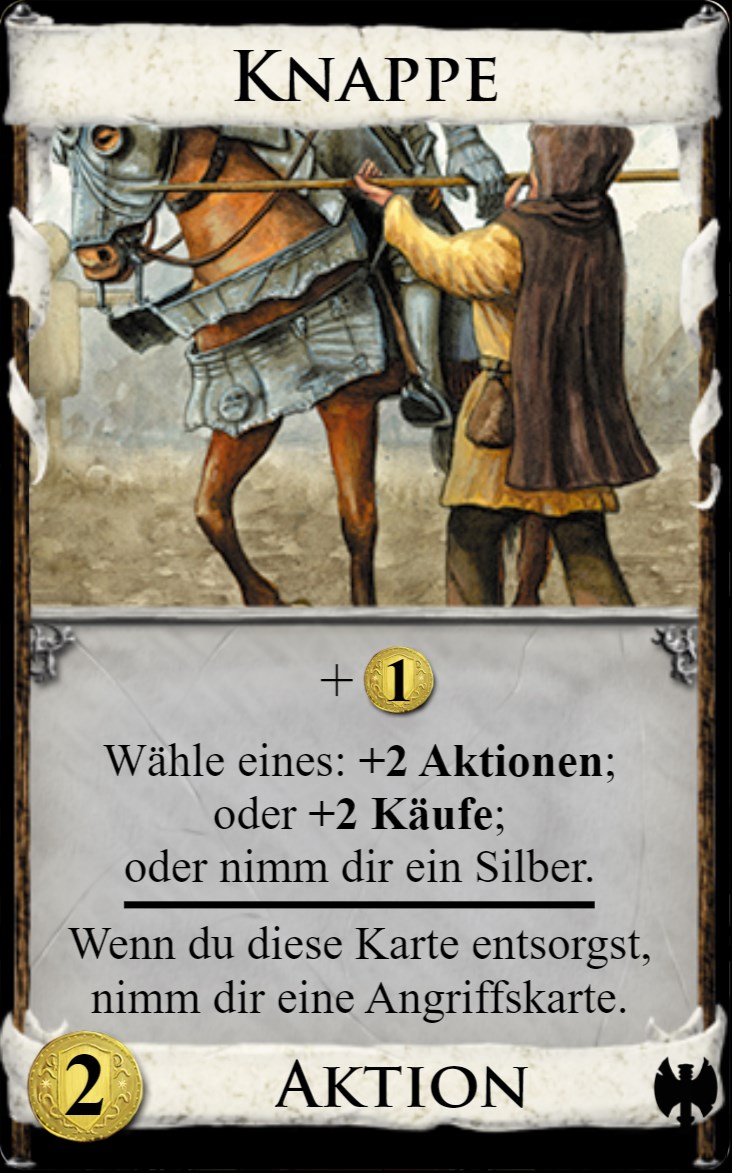 Knappe
+ 1
Wähle eines: +2 Aktionen;
oder +2 Käufe;
oder nimm dir ein Silber.
Wenn du diese Karte entsorgst,
nimm dir eine Angriffskarte.
2 Aktion